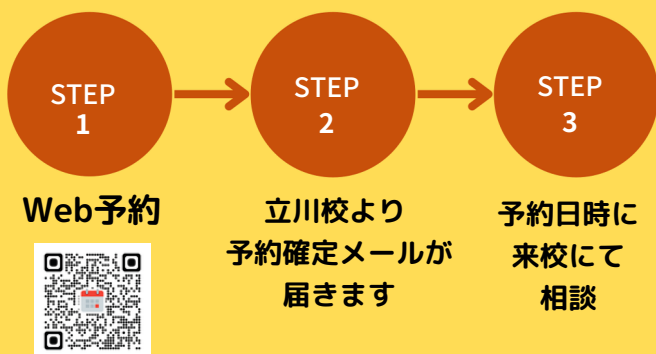 STEP
1
STEP
2
STEP
3
Web予約
立川校より
予約確定メールが
届きます
予約日時に
来校にて
相談